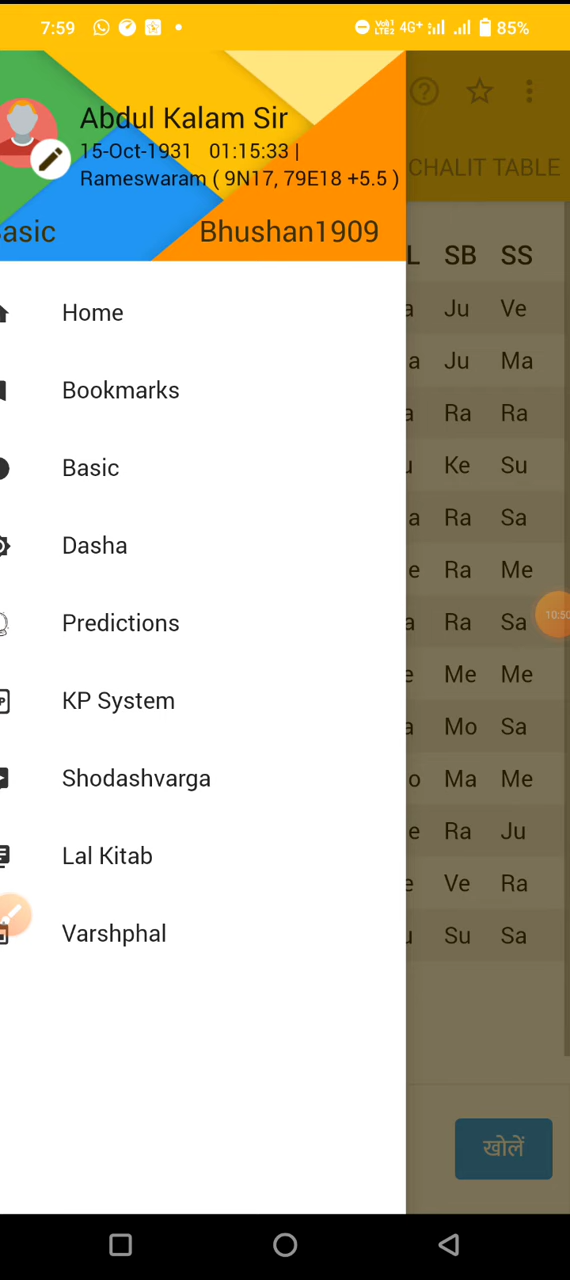 7:59 4G+ 85%
Abdul Kalam Sir
15-Oct-1931 01:15:33 |
Rameswaram ( 9N17, 79E18 +5.5 )
asic Bhushan1909
CHALIT TABLE
L SB SS
Home
a Ju Ve
Bookmarks
a Ju Ma
a Ra Ra
Basic
u Ke Su
Dasha
a Ra Sa
e Ra Me
Predictions
a Ra Sa
10:50
e Me Me
KP System
a Mo Sa
Shodashvarga
o Ma Me
Lal Kitab
e Ra Ju
e Ve Ra
Varshphal
u Su Sa
खोलें